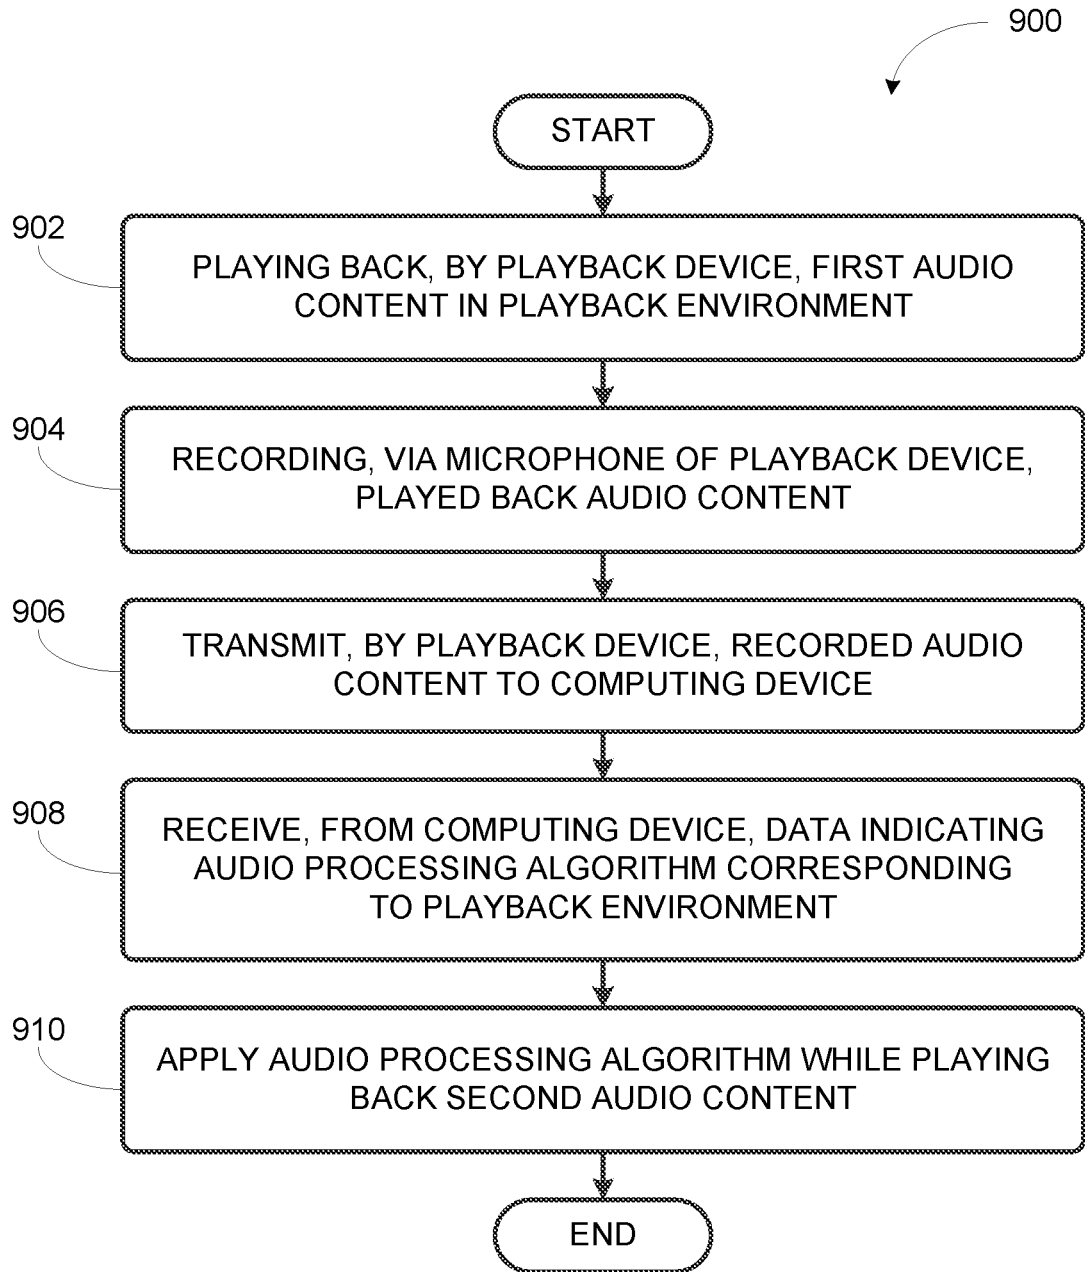 900
START
902
PLAYING BACK, BY PLAYBACK DEVICE, FIRST AUDIO
CONTENT IN PLAYBACK ENVIRONMENT
904
RECORDING, VIA MICROPHONE OF PLAYBACK DEVICE,
PLAYED BACK AUDIO CONTENT
906
TRANSMIT, BY PLAYBACK DEVICE, RECORDED AUDIO
CONTENT TO COMPUTING DEVICE
908
RECEIVE, FROM COMPUTING DEVICE, DATA INDICATING
AUDIO PROCESSING ALGORITHM CORRESPONDING
TO PLAYBACK ENVIRONMENT
910
APPLY AUDIO PROCESSING ALGORITHM WHILE PLAYING
BACK SECOND AUDIO CONTENT
END